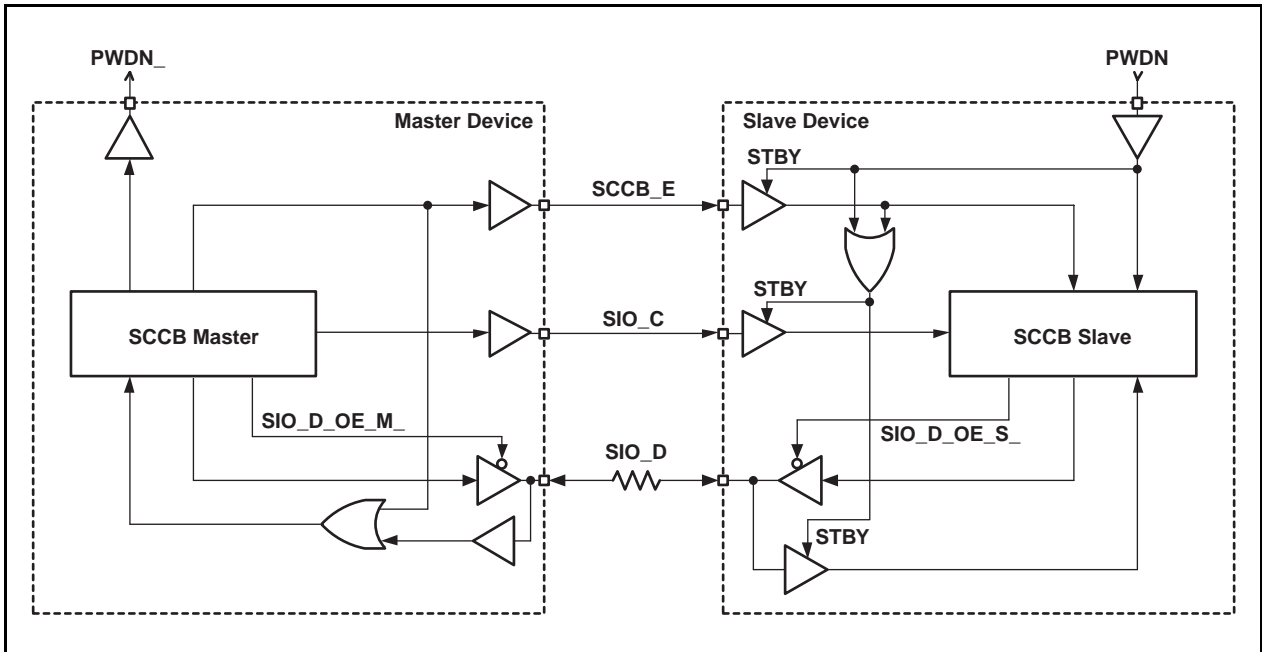 PWDN_
PWDN
Master Device
Slave Device
STBY
SCCB_E
STBY
SIO_C
SCCB Master
SCCB Slave
SIO_D_OE_M_
SIO_D_OE_S_
SIO_D
STBY